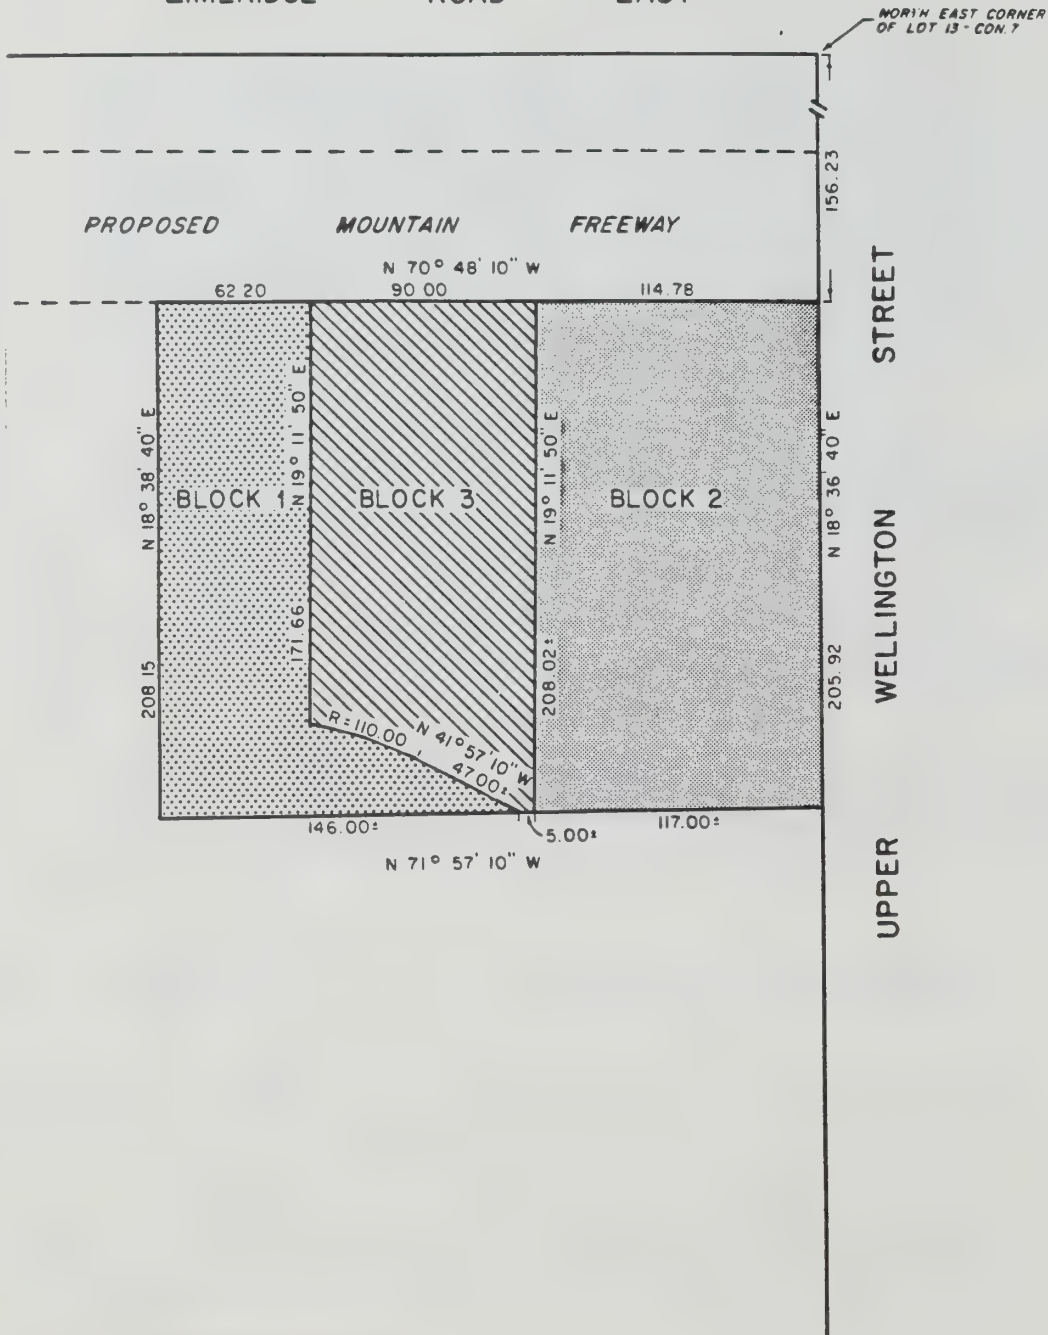 ROAD EAST
NORTH EAST CORNER
OF LOT 13 - CON. 7
156.23
PROPOSED MOUNTAIN FREEWAY
N 70° 48' 10" W
62 20 90 00 114.78
N 18° 38' 40" E
208 15
BLOCK 1
N 19° 11' 50" E
171.66
BLOCK 3
N 19° 11' 50" E
208.02±
BLOCK 2
N 18° 36' 40" E
205.92
R = 110.00
N 41° 57' 10" W
47.00±
146.00±
5.00±
117.00±
N 71° 57' 10" W
UPPER WELLINGTON STREET